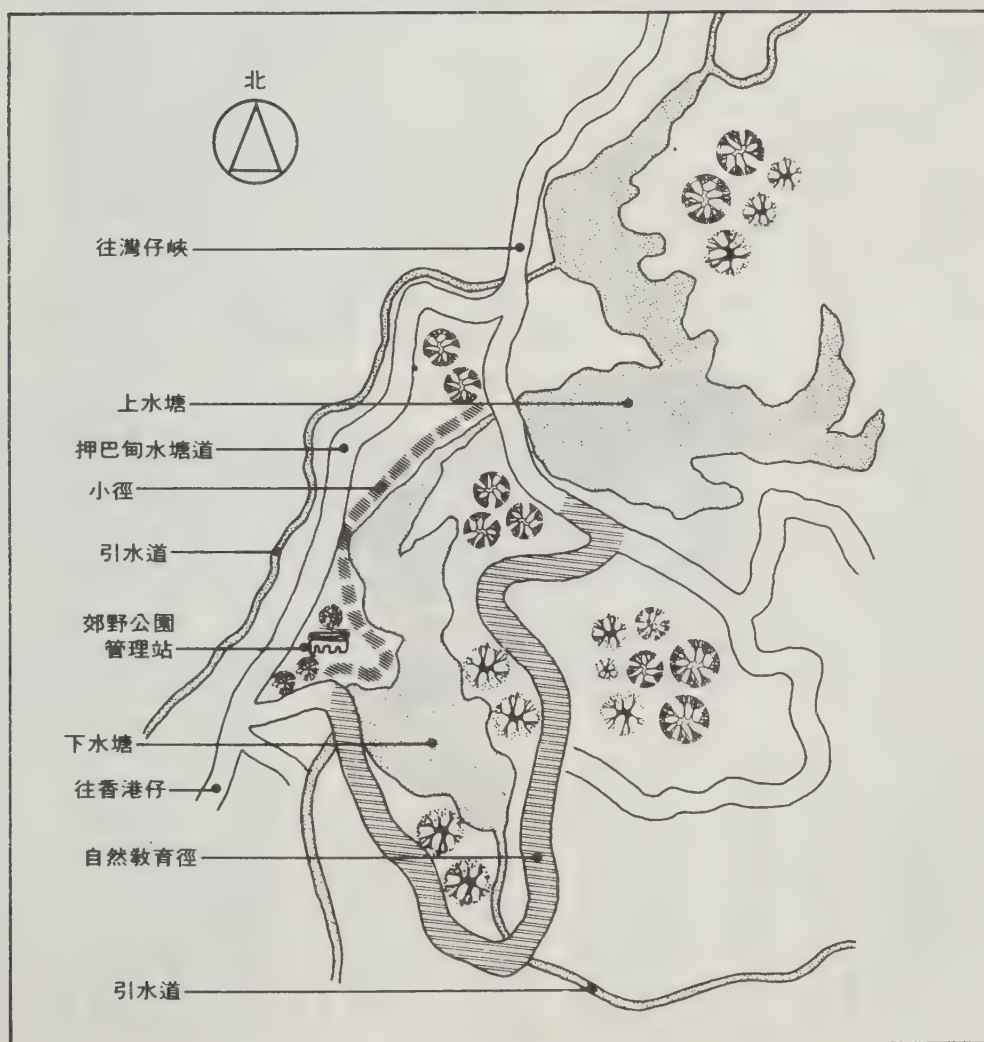 北
往灣仔峽
上水塘
押巴甸水塘道
小徑
引水道
郊野公園
管理站
下水塘
往香港仔
自然教育徑
引水道